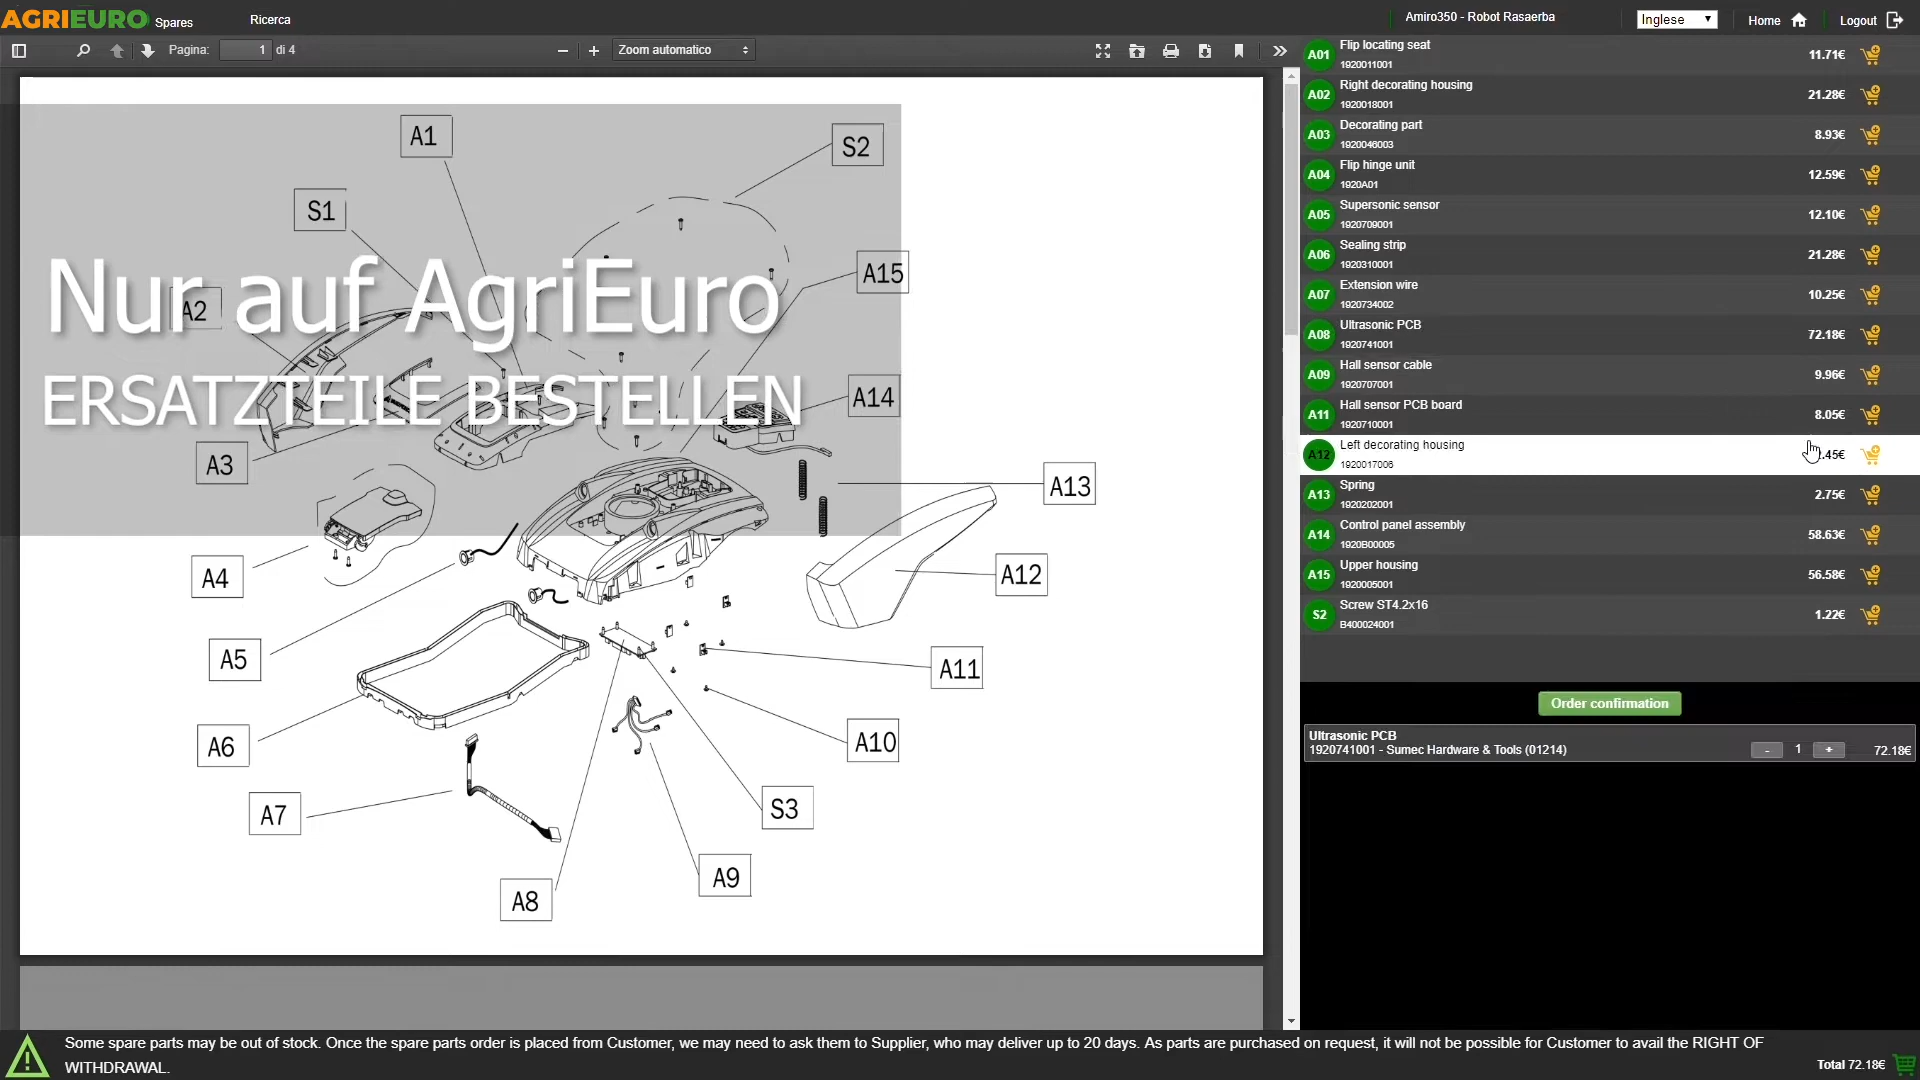 AGRIEURO Spares
Ricerca
Amiro350 - Robot Rasaerba
Inglese
Home
Logout
Pagina: 1 di 4
Zoom automatico
A1
S2
S1
A15
A2
Nur auf AgriEuro
ERSATZTEILE BESTELLEN
A14
A3
A13
A4
A12
A5
A11
A6
A10
A7
S3
A9
A8
A01 Flip locating seat 11.71€
1920011001
A02 Right decorating housing 21.28€
1920018001
A03 Decorating part 8.93€
1920046003
A04 Flip hinge unit 12.59€
1920A01
A05 Supersonic sensor 12.10€
1920709001
A06 Sealing strip 21.28€
1920310001
A07 Extension wire 10.25€
1920734002
A08 Ultrasonic PCB 72.18€
1920741001
A09 Hall sensor cable 9.96€
1920707001
A11 Hall sensor PCB board 8.05€
1920710001
A12 Left decorating housing .45€
1920017006
A13 Spring 2.75€
1920202001
A14 Control panel assembly 58.63€
1920B00005
A15 Upper housing 56.58€
1920005001
S2 Screw ST4.2x16 1.22€
B400024001
Order confirmation
Ultrasonic PCB
1920741001 - Sumec Hardware & Tools (01214) - 1 + 72.18€
Some spare parts may be out of stock. Once the spare parts order is placed from Customer, we may need to ask them to Supplier, who may deliver up to 20 days. As parts are purchased on request, it will not be possible for Customer to avail the RIGHT OF
WITHDRAWAL.
Total 72.18€